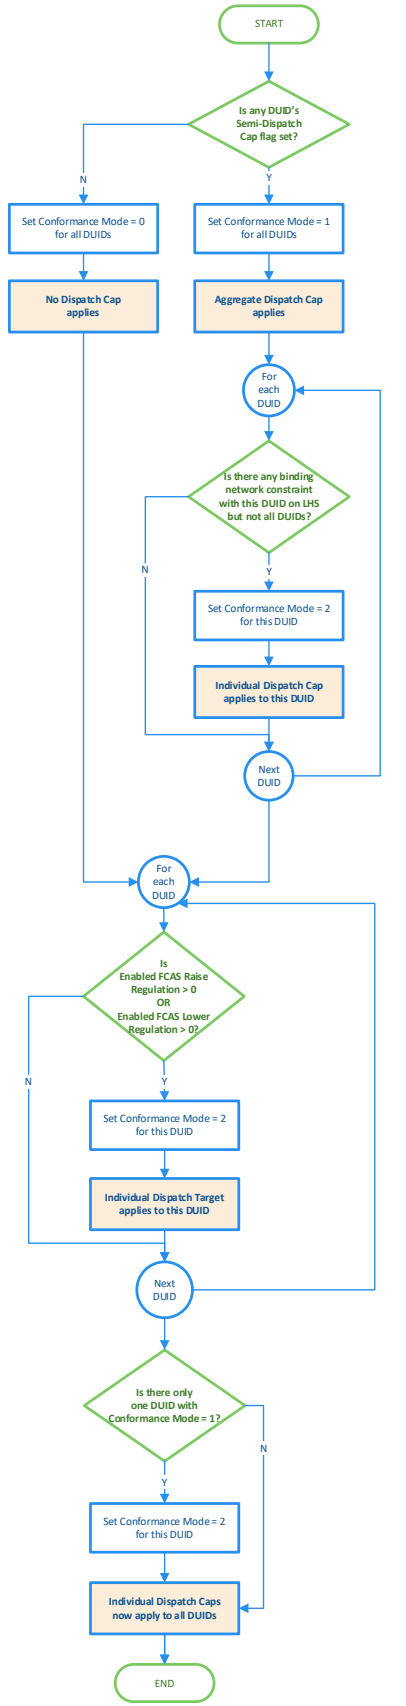 START
Is any DUID's
Semi-Dispatch
Cap flag set?
N
Y
Set Conformance Mode = 0
for all DUIDs
Set Conformance Mode = 1
for all DUIDs
No Dispatch Cap
applies
Aggregate Dispatch Cap
applies
For
each
DUID
Is there any binding
network constraint
with this DUID on LHS
but not all DUIDs?
N
Y
Set Conformance Mode = 2
for this DUID
Individual Dispatch Cap
applies to this DUID
Next
DUID
For
each
DUID
Is
Enabled FCAS Raise
Regulation > 0
OR
Enabled FCAS Lower
Regulation > 0?
N
Y
Set Conformance Mode = 2
for this DUID
Individual Dispatch Target
applies to this DUID
Next
DUID
Is there only
one DUID with
Conformance Mode = 1?
N
Y
Set Conformance Mode = 2
for this DUID
Individual Dispatch Caps
now apply to all DUIDs
END